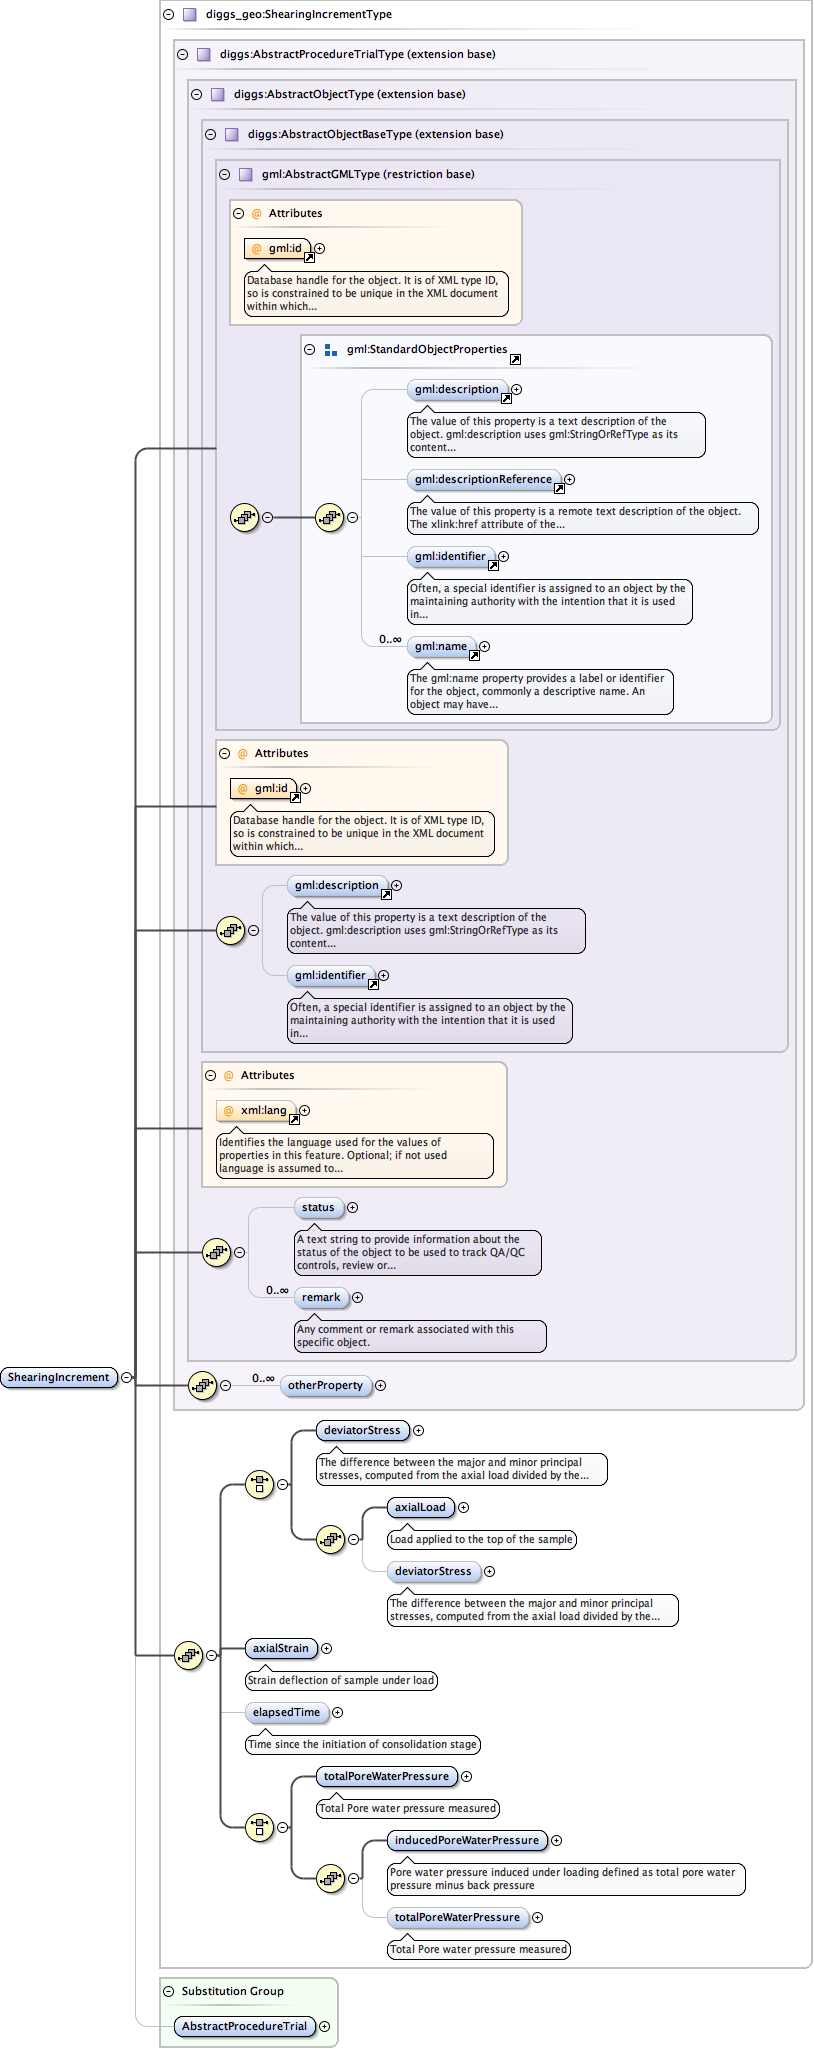 diggs_geo:ShearingIncrementType
diggs:AbstractProcedureTrialType (extension base)
diggs:AbstractObjectType (extension base)
diggs:AbstractObjectBaseType (extension base)
gml:AbstractGMLType (restriction base)
@ Attributes
@ gml:id
Database handle for the object. It is of XML type ID,
so is constrained to be unique in the XML document
within which...
gml:StandardObjectProperties
gml:description
The value of this property is a text description of the
object. gml:description uses gml:StringOrRefType as its
content...
gml:descriptionReference
The value of this property is a remote text description of the object.
The xlink:href attribute of the...
gml:identifier
Often, a special identifier is assigned to an object by the
maintaining authority with the intention that it is used
in...
0..∞
gml:name
The gml:name property provides a label or identifier
for the object, commonly a descriptive name. An
object may have...
@ Attributes
@ gml:id
Database handle for the object. It is of XML type ID,
so is constrained to be unique in the XML document
within which...
gml:description
The value of this property is a text description of the
object. gml:description uses gml:StringOrRefType as its
content...
gml:identifier
Often, a special identifier is assigned to an object by the
maintaining authority with the intention that it is used
in...
@ Attributes
@ xml:lang
Identifies the language used for the values of
properties in this feature. Optional; if not used
language is assumed to...
status
A text string to provide information about the
status of the object to be used to track QA/QC
controls, review or...
0..∞
remark
Any comment or remark associated with this
specific object.
ShearingIncrement
0..∞
otherProperty
deviatorStress
The difference between the major and minor principal
stresses, computed from the axial load divided by the...
axialLoad
Load applied to the top of the sample
deviatorStress
The difference between the major and minor principal
stresses, computed from the axial load divided by the...
axialStrain
Strain deflection of sample under load
elapsedTime
Time since the initiation of consolidation stage
totalPoreWaterPressure
Total Pore water pressure measured
inducedPoreWaterPressure
Pore water pressure induced under loading defined as total pore water
pressure minus back pressure
totalPoreWaterPressure
Total Pore water pressure measured
Substitution Group
AbstractProcedureTrial